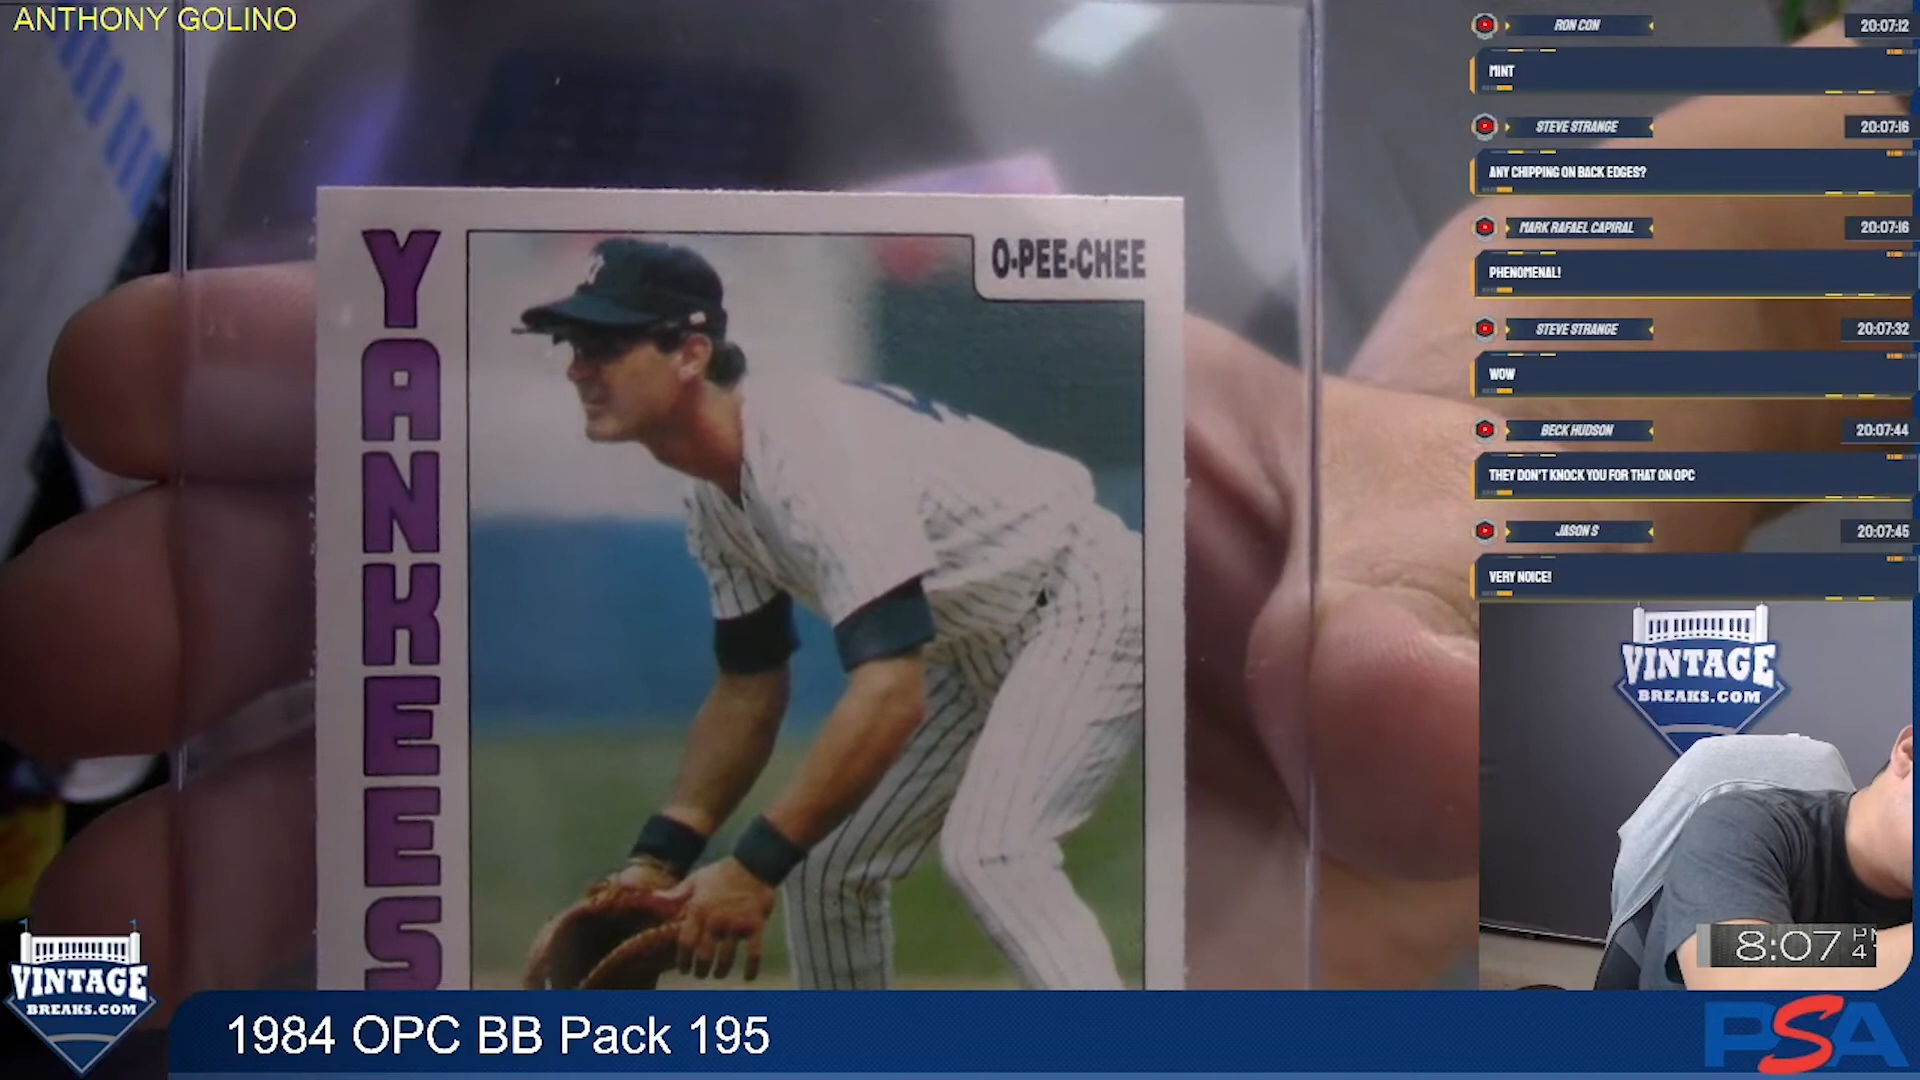 ANTHONY GOLINO
YANKEES
O-PEE-CHEE
RON CON
20:07:12
MINT
STEVE STRANGE
20:07:16
ANY CHIPPING ON BACK EDGES?
MARK RAFAEL CAPIRAL
20:07:16
PHENOMENAL!
STEVE STRANGE
20:07:32
WOW
BECK HUDSON
20:07:44
THEY DON'T KNOCK YOU FOR THAT ON OPC
JASON S
20:07:45
VERY NOICE!
VINTAGE
BREAKS.COM
8:07
4
VINTAGE
BREAKS.COM
1984 OPC BB Pack 195
PSA